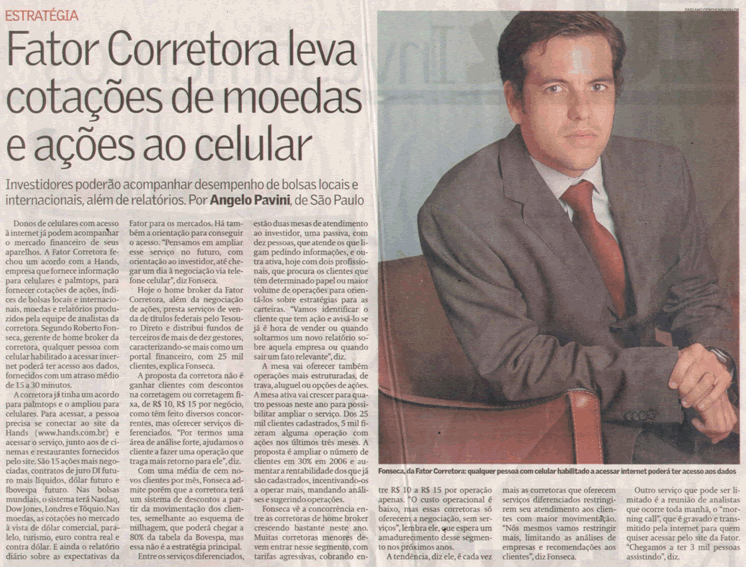 ESTRATÉGIA
Fator Corretora leva
cotações de moedas
e ações ao celular
Investidores poderão acompanhar desempenho de bolsas locais e
internacionais, além de relatórios. Por Angelo Pavini, de São Paulo
Donos de celulares com acesso
à internet já podem acompanhar
o mercado financeiro de seus
aparelhos. A Fator Corretora fe-
chou um acordo com a Hands,
empresa que fornece informação
para celulares e palmtops, para
fornecer cotações de ações, índi-
ces de bolsas locais e internacio-
nais, moedas e relatórios produ-
zidos pela equipe de analistas da
corretora. Segundo Roberto Fon-
seca, gerente de home broker da
corretora, qualquer pessoa com
celular habilitado a acessar inter-
net poderá ter acesso aos dados,
fornecidos com um atraso médio
de 15 a 30 minutos.
A corretora já tinha um acordo
para palmtops e o ampliou para
celulares. Para acessar, a pessoa
precisa se conectar ao site da
Hands (www.hands.com.br) e
acessar o serviço, junto aos de ci-
nemas e restaurantes fornecidos
pelo site. São 15 ações mais nego-
ciadas, contratos de juro DI futu-
ro mais líquidos, dólar futuro e
Bovespa futuro. Nas bolsas
mundiais, o sistema terá Nasdaq,
Dow Jones, Londres e Tóquio. Nas
moedas, as cotações no mercado
à vista de dólar comercial, para-
lelo, turismo, euro contra real e
contra dólar. E ainda o relatório
diário sobre as expectativas da
Fator para os mercados. Há tam-
bém a orientação para conseguir
o acesso. "Pensamos em ampliar
esse serviço no futuro, com
orientação ao investidor, até che-
gar um dia à negociação via tele-
fone celular", diz Fonseca.
Hoje o home broker da Fator
Corretora, além da negociação
de ações, presta serviços de ven-
da de títulos federais pelo Tesou-
ro Direto e distribui fundos de
terceiros de mais de dez gestores,
caracterizando-se mais como um
portal financeiro, com 25 mil
clientes, explica Fonseca.
A proposta da corretora não é
ganhar clientes com descontos
na corretagem ou corretagem fi-
xa, de R$ 10, R$ 15 por negócio,
como têm feito diversos concor-
rentes, mas oferecer serviços di-
ferenciados. "Por termos uma
área de análise forte, ajudamos o
cliente a fazer uma operação que
traga mais retorno para ele", diz.
Com uma média de cem no-
vos clientes por mês, Fonseca ad-
mite porém que a corretora terá
um sistema de descontos a par-
tir da movimentação dos clien-
tes, semelhante ao esquema de
milhagem, que poderá chegar a
80% da tabela da Bovespa, mas
essa não é a estratégia principal.
Entre os serviços diferenciados,
estão duas mesas de atendimento
ao investidor, uma passiva, com
dez pessoas, que atende os que li-
gam pedindo informações, e ou-
tra ativa, hoje com dois profissio-
nais, que procura os clientes que
têm determinado papel ou maior
volume de operações para orien-
tá-los sobre estratégias para as
carteiras. "Vamos identificar o
cliente que tem ação e avisá-lo se
já é hora de vender ou quando
soltarmos um novo relatório so-
bre aquela empresa ou quando
sair um fato relevante", diz.
A mesa vai oferecer também
operações mais estruturadas, de
trava, aluguel ou opções de ações.
A mesa ativa vai crescer para qua-
tro pessoas neste ano para possi-
bilitar ampliar o serviço. Dos 25
mil clientes cadastrados, 5 mil fi-
zeram alguma operação com
ações nos últimos três meses. A
proposta é ampliar o número de
clientes em 30% em 2006 e au-
mentar a rentabilidade dos que já
são cadastrados, incentivando-os
a operar mais, mandando análi-
ses e sugerindo operações.
Fonseca vê a concorrência en-
tre as corretoras de home broker
crescendo bastante neste ano.
Muitas corretoras menores de-
vem entrar nesse segmento, com
tarifas agressivas, cobrando en-
Fonseca, da Fator Corretora: qualquer pessoa com celular habilitado a acessar internet poderá ter acesso aos dados
tre R$ 10 a R$ 15 por operação
apenas. "O custo operacional é
baixo, mas essas corretoras só
oferecem a negociação, sem ser-
viços", lembra ele, que espera um
amadurecimento desse segmen-
to nos próximos anos.
A tendência, diz ele, é cada vez
mais as corretoras que oferecem
serviços diferenciados restringi-
rem seu atendimento aos clientes
com maior movimentação.
"Nós mesmos vamos restringir
mais, limitando as análises de
empresas e recomendações aos
clientes", diz Fonseca.
Outro serviço que pode ser li-
mitado é a reunião de analistas
que ocorre toda manhã, o "mor-
ning call", que é gravado e trans-
mitido pela internet para quem
quiser acessar pelo site da Fator.
"Chegamos a ter 3 mil pessoas
assistindo", diz.